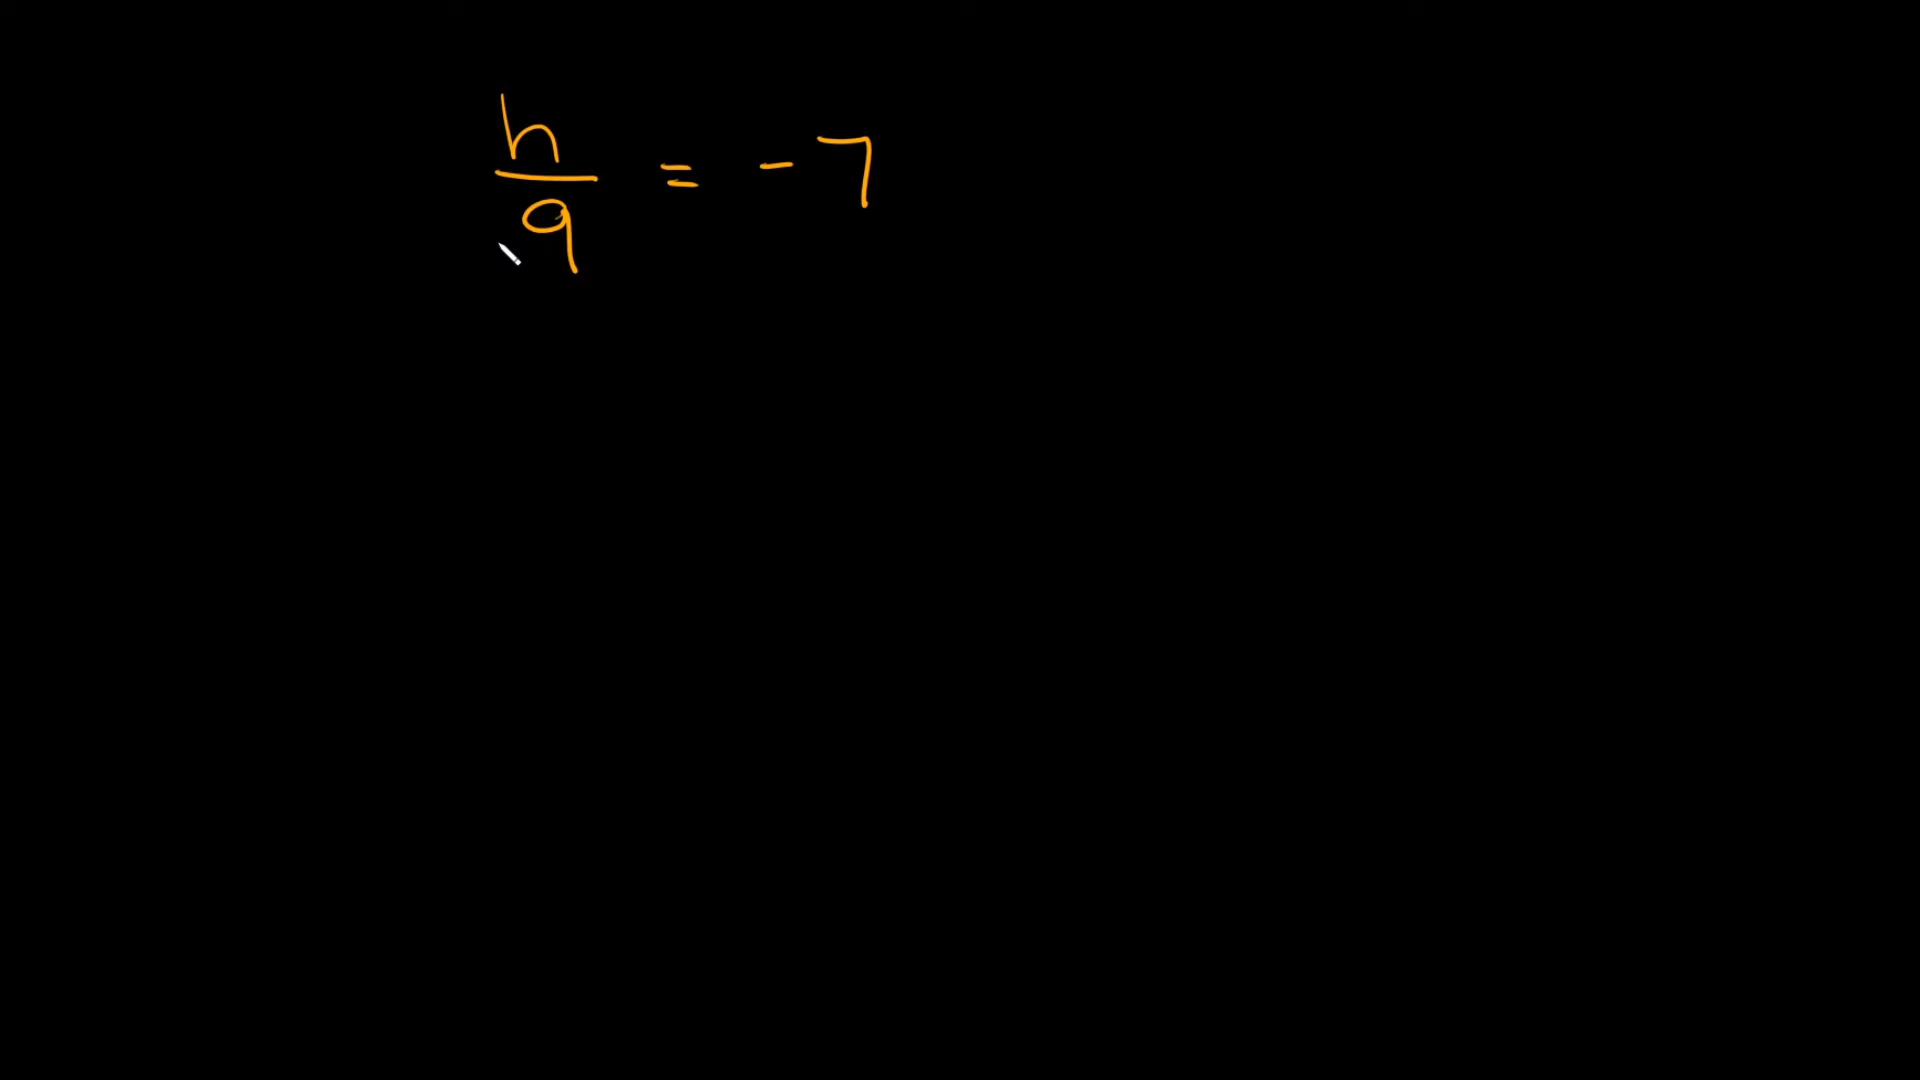 h/9 = -7